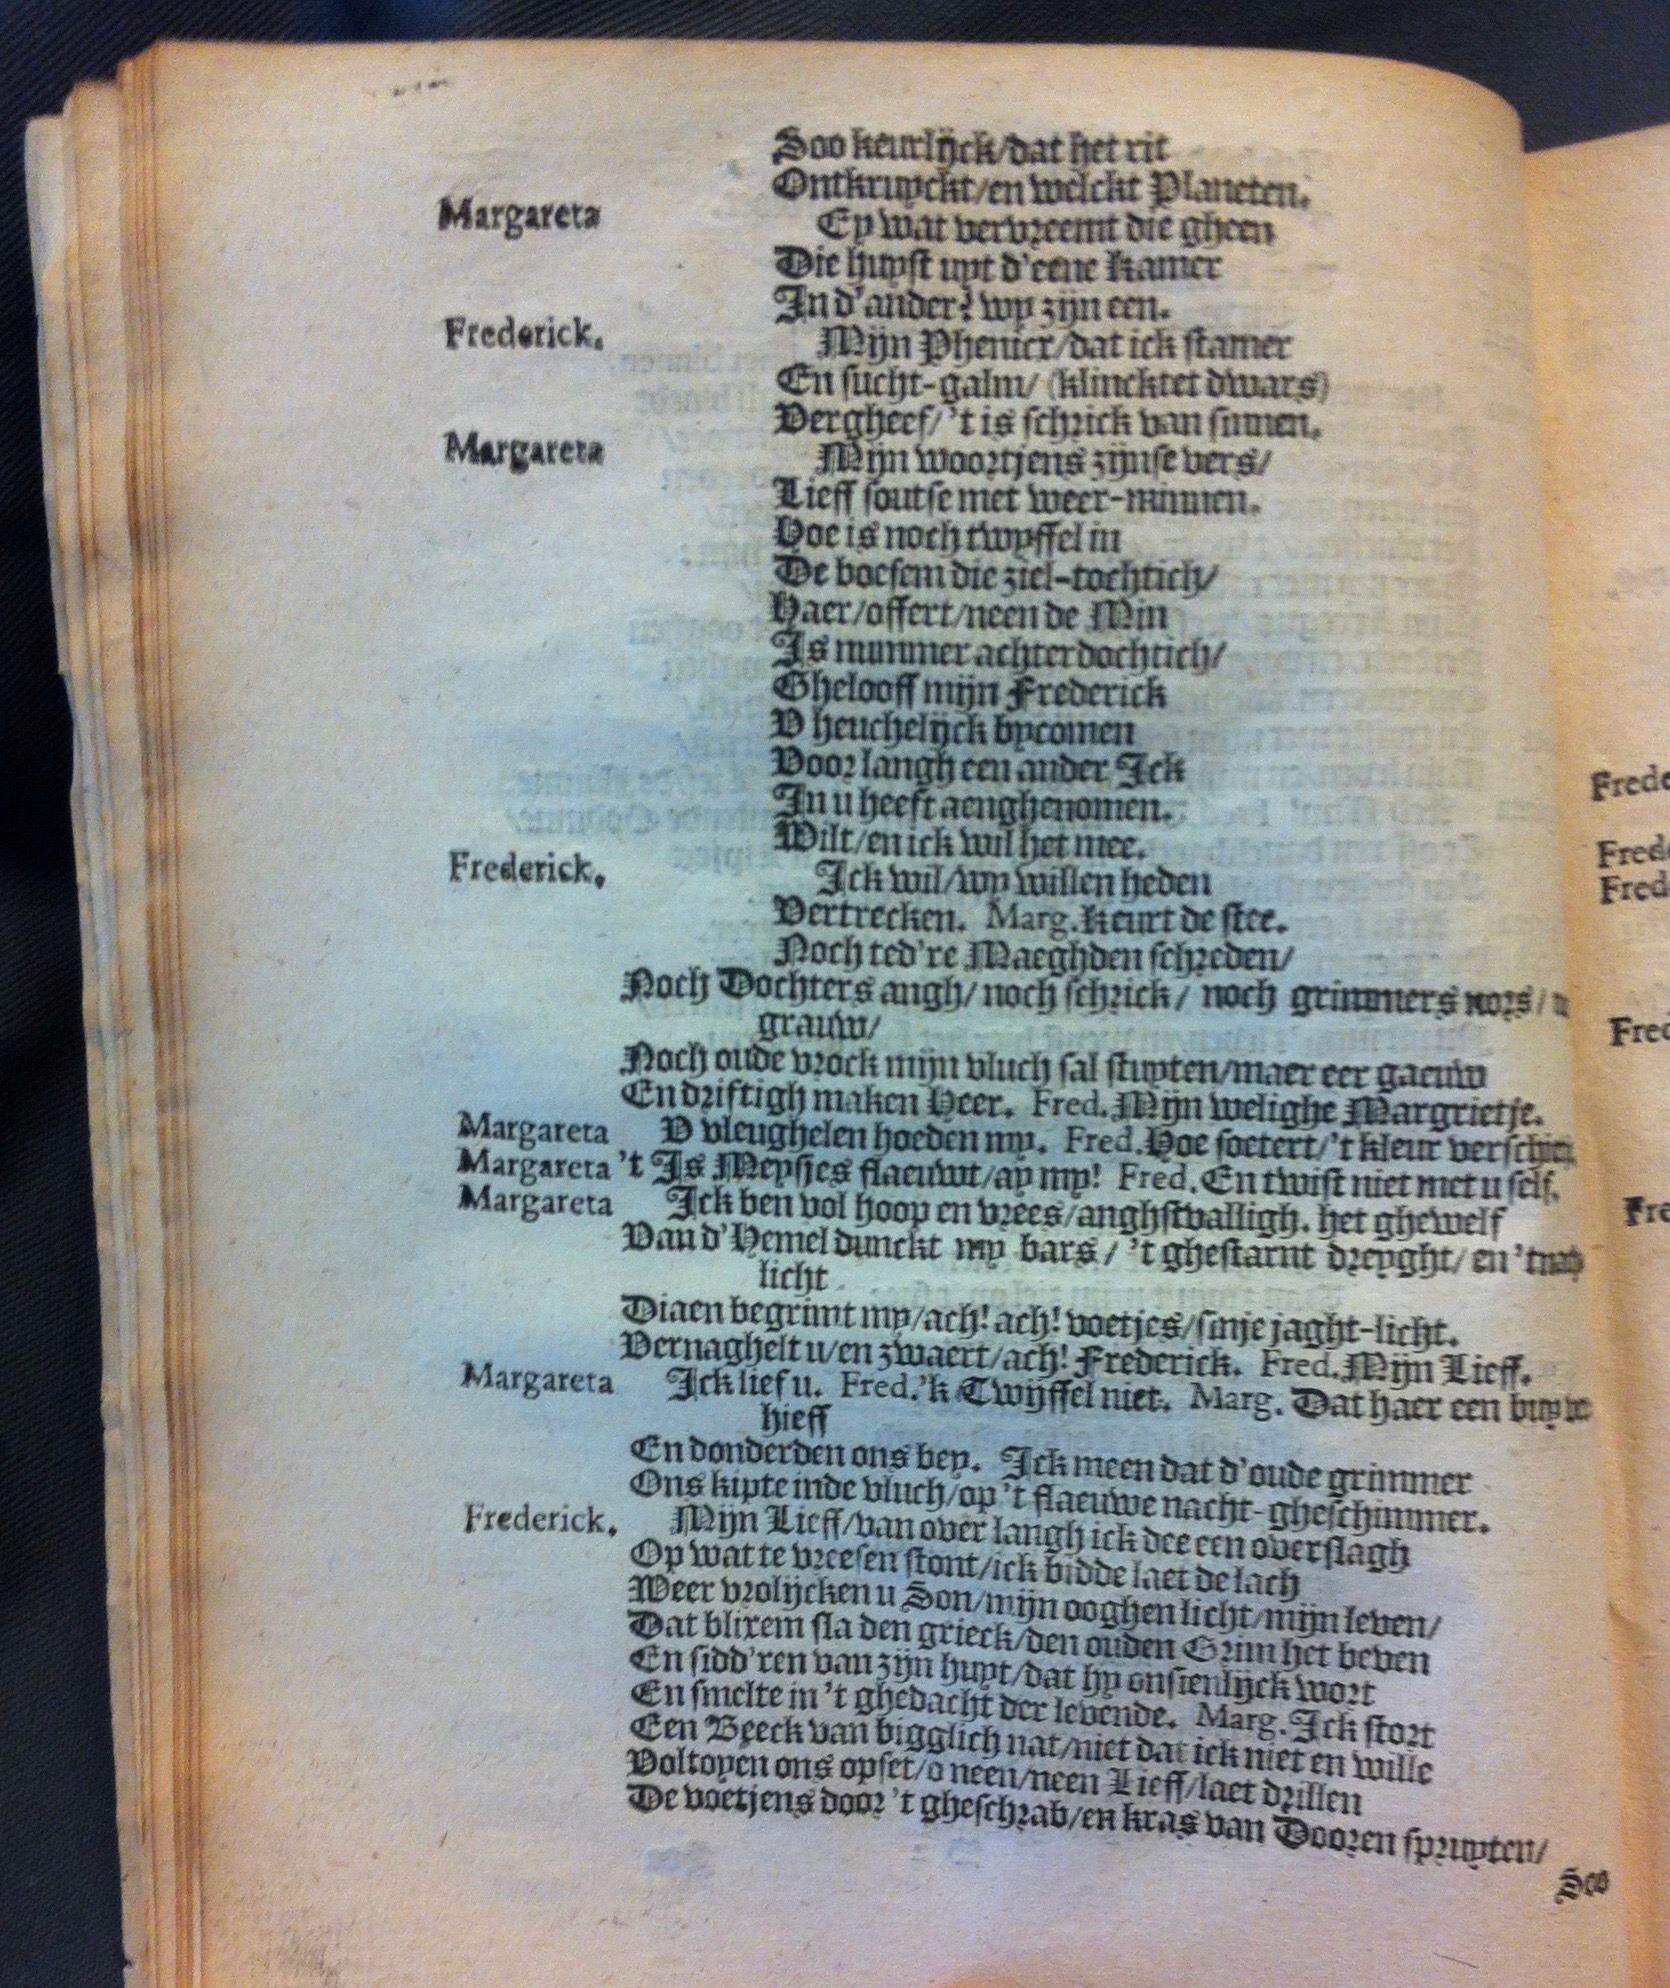 Soo keurlijck/dat het rit
Ontkruyckt/en welckt Planeten.
Margareta Ey wat vervreemt die gheen
Die huyst uyt d'eene Kamer
In d'ander? wy zijn een.
Frederick. Mijn Phenicx/dat ick stamer
En sucht-galm/ (klincktet dwars)
Vergheef/'t is schrick van sinnen.
Margareta Mijn woortjens zijnse vers/
Lieff soutse met weer-minnen.
Hoe is noch twyffel in
De boesem die ziel-tochtich/
Haer/offert/neen de Min
Is nimmer achterdochtich/
Ghelooff mijn Frederick
V heuchelijck bycomen
Voor langh een ander Ick
In u heeft aenghenomen.
Wilt/en ick wil het mee.
Frederick. Ick wil/wy willen heden
Vertrecken. Marg. keurt de stee.
Noch ted're Maeghden schreden/
Noch Dochters angh/ noch schrick/ noch grimmers nors/
grauw/
Noch oude vrock mijn vluch sal stuyten/maer eer gaeuw
En driftigh maken Heer. Fred. Mijn welighe Margrietje.
Margareta V vleughelen hoeden my. Fred. Hoe soetert/'t kleur
Margareta 't Is Meysjes flaeuwt/ay my! Fred. En twist niet met u self.
Margareta Ick ben vol hoop en vrees/anghstvalligh. het ghewelf
Van d'Hemel dunckt my bars/ 't ghestarnt dreyght/ en
licht
Diaen begrimt my/ach! ach! voetjes/sinje jaght-licht.
Vernaghelt u/en zwaert/ach! Frederick. Fred. Mijn Lieff.
Margareta Ick lief u. Fred. 'k Twijffel niet. Marg. Dat haer een buy
hieff
En donderden ons bey. Ick meen dat d'oude grimmer
Ons kipte inde vluch/op 't flaeuwe nacht-gheschimmer.
Frederick. Mijn Lieff/van over langh ick dee een overslagh
Op wat te vreesen stont/ick bidde laet de lach
Weer vrolijcken u Son/mijn ooghen licht/mijn leven/
Dat blixem sla den grieck/den ouden Grim het beven
En sidd'ren van zijn huyt/dat hy onsienlijck wort
En smelte in 't ghedacht der levende. Marg. Ick stort
Een Beeck van bigglich nat/niet dat ick niet en wille
Voltoyen ons opset/o neen/neen Lieff/laet drillen
De voetjens door 't gheschrab/en kras van Dooren spruyten/
Soo
Frede
Frede
Fred
Fred
Fre